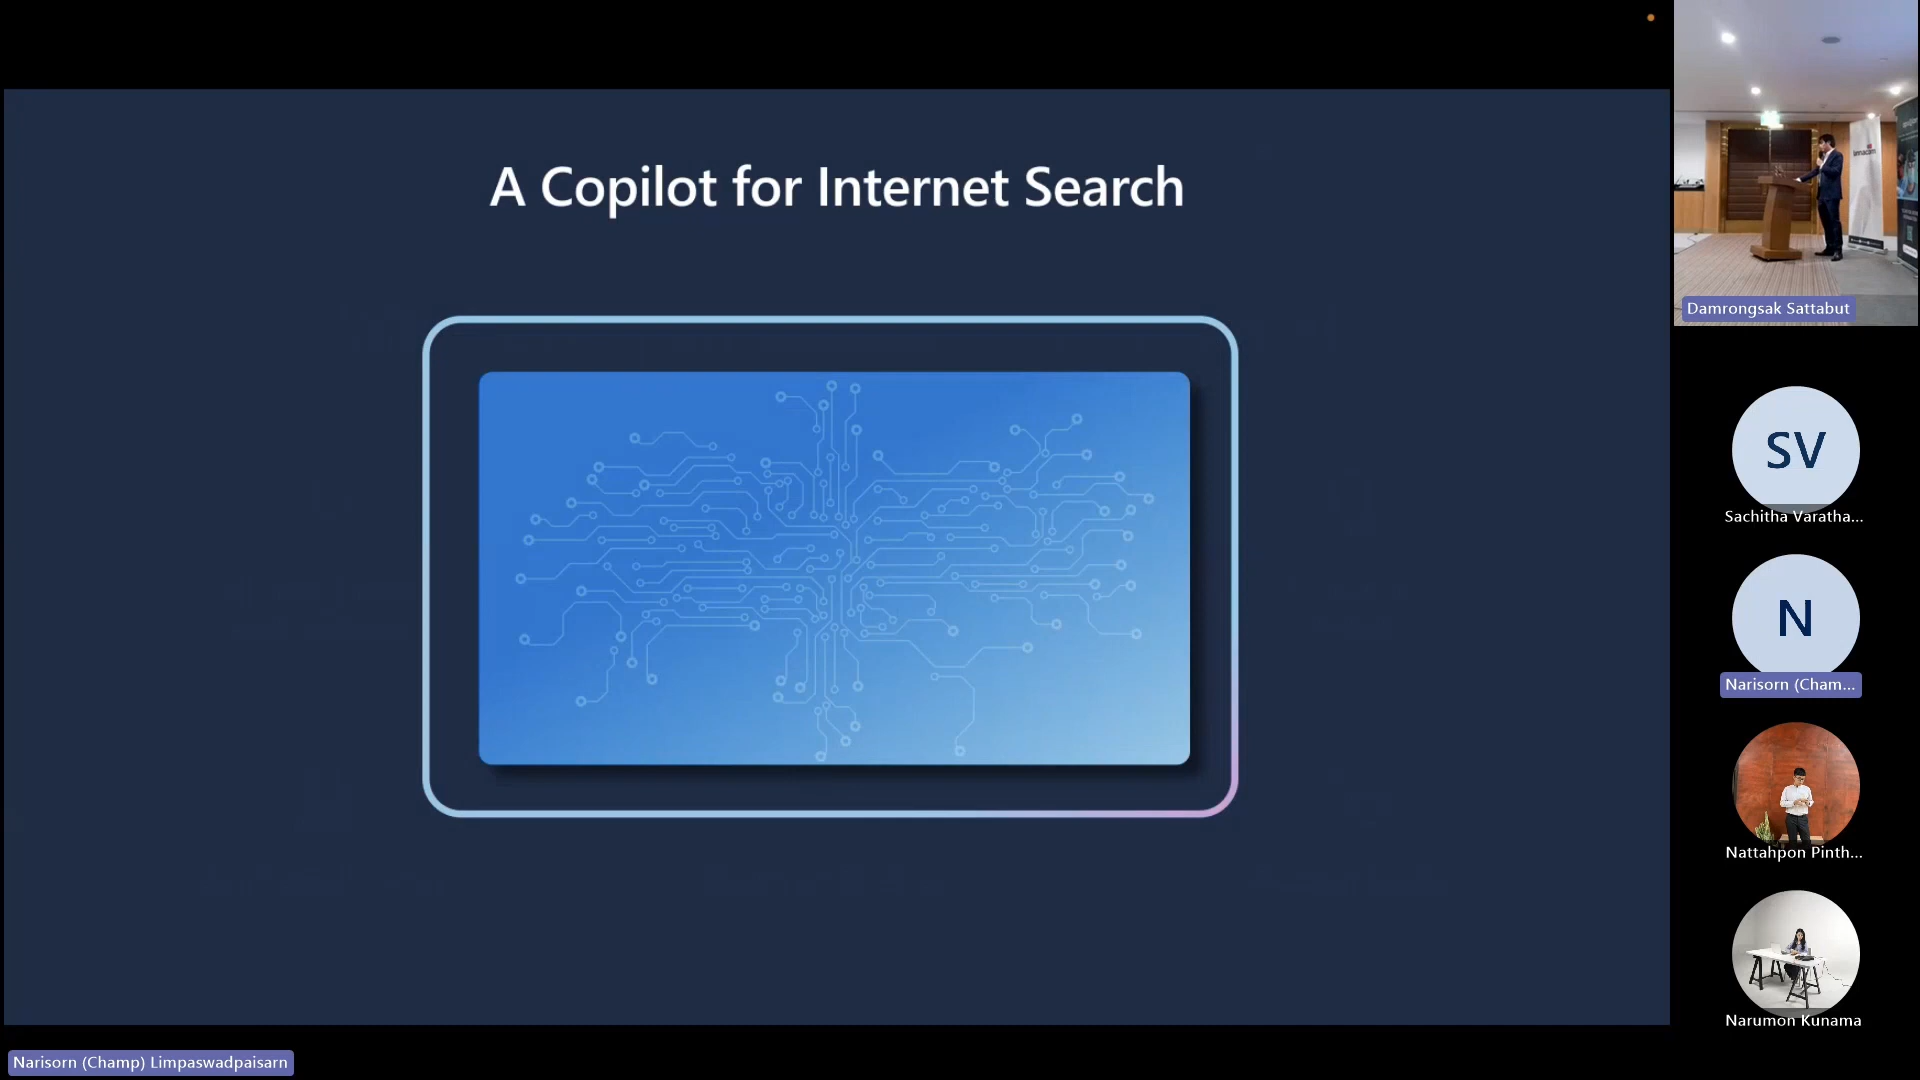 A Copilot for Internet Search
Damrongsak Sattabut
SV
Sachitha Varatha...
N
Narisorn (Cham...
Nattahpon Pinth...
Narumon Kunama
Narisorn (Champ) Limpaswadpaisarn